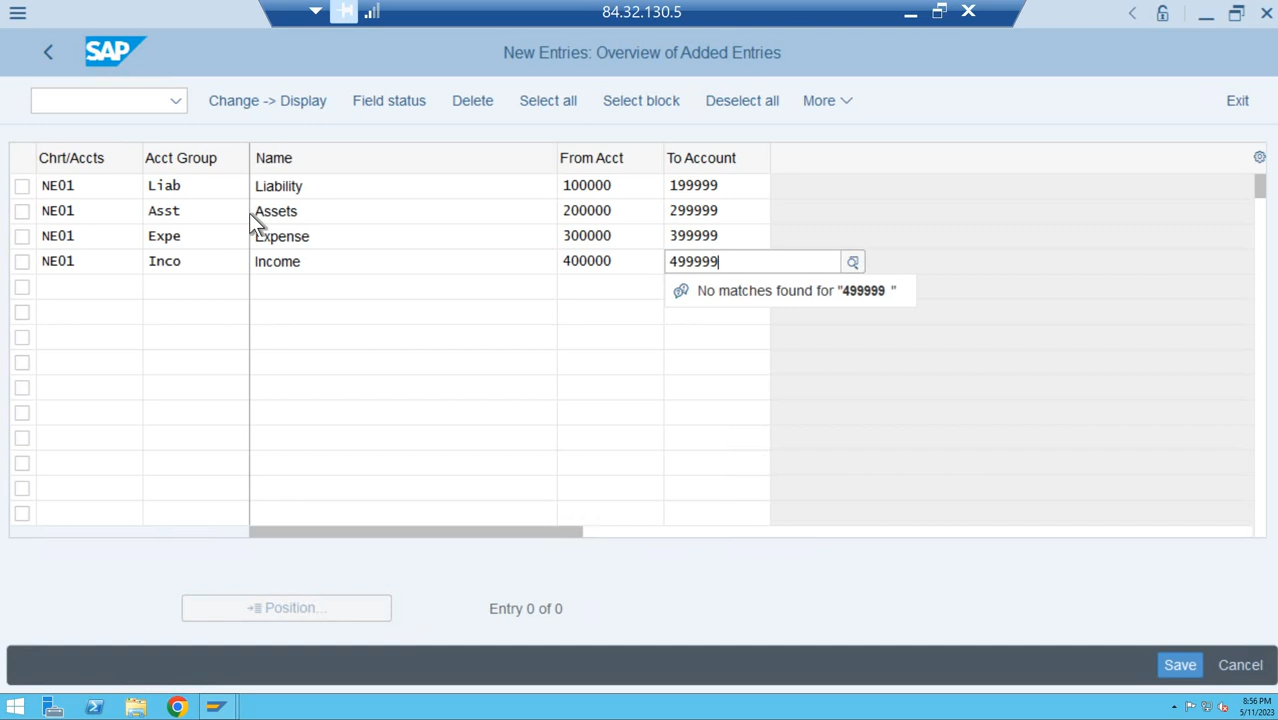 84.32.130.5
SAP
New Entries: Overview of Added Entries
Change -> Display Field status Delete Select all Select block Deselect all More Exit
Chrt/Accts Acct Group Name From Acct To Account
NE01 Liab Liability 100000 199999
NE01 Asst Assets 200000 299999
NE01 Expe Expense 300000 399999
NE01 Inco Income 400000 499999
No matches found for "499999 "
Position... Entry 0 of 0
Save Cancel
8:56 PM
5/11/2023